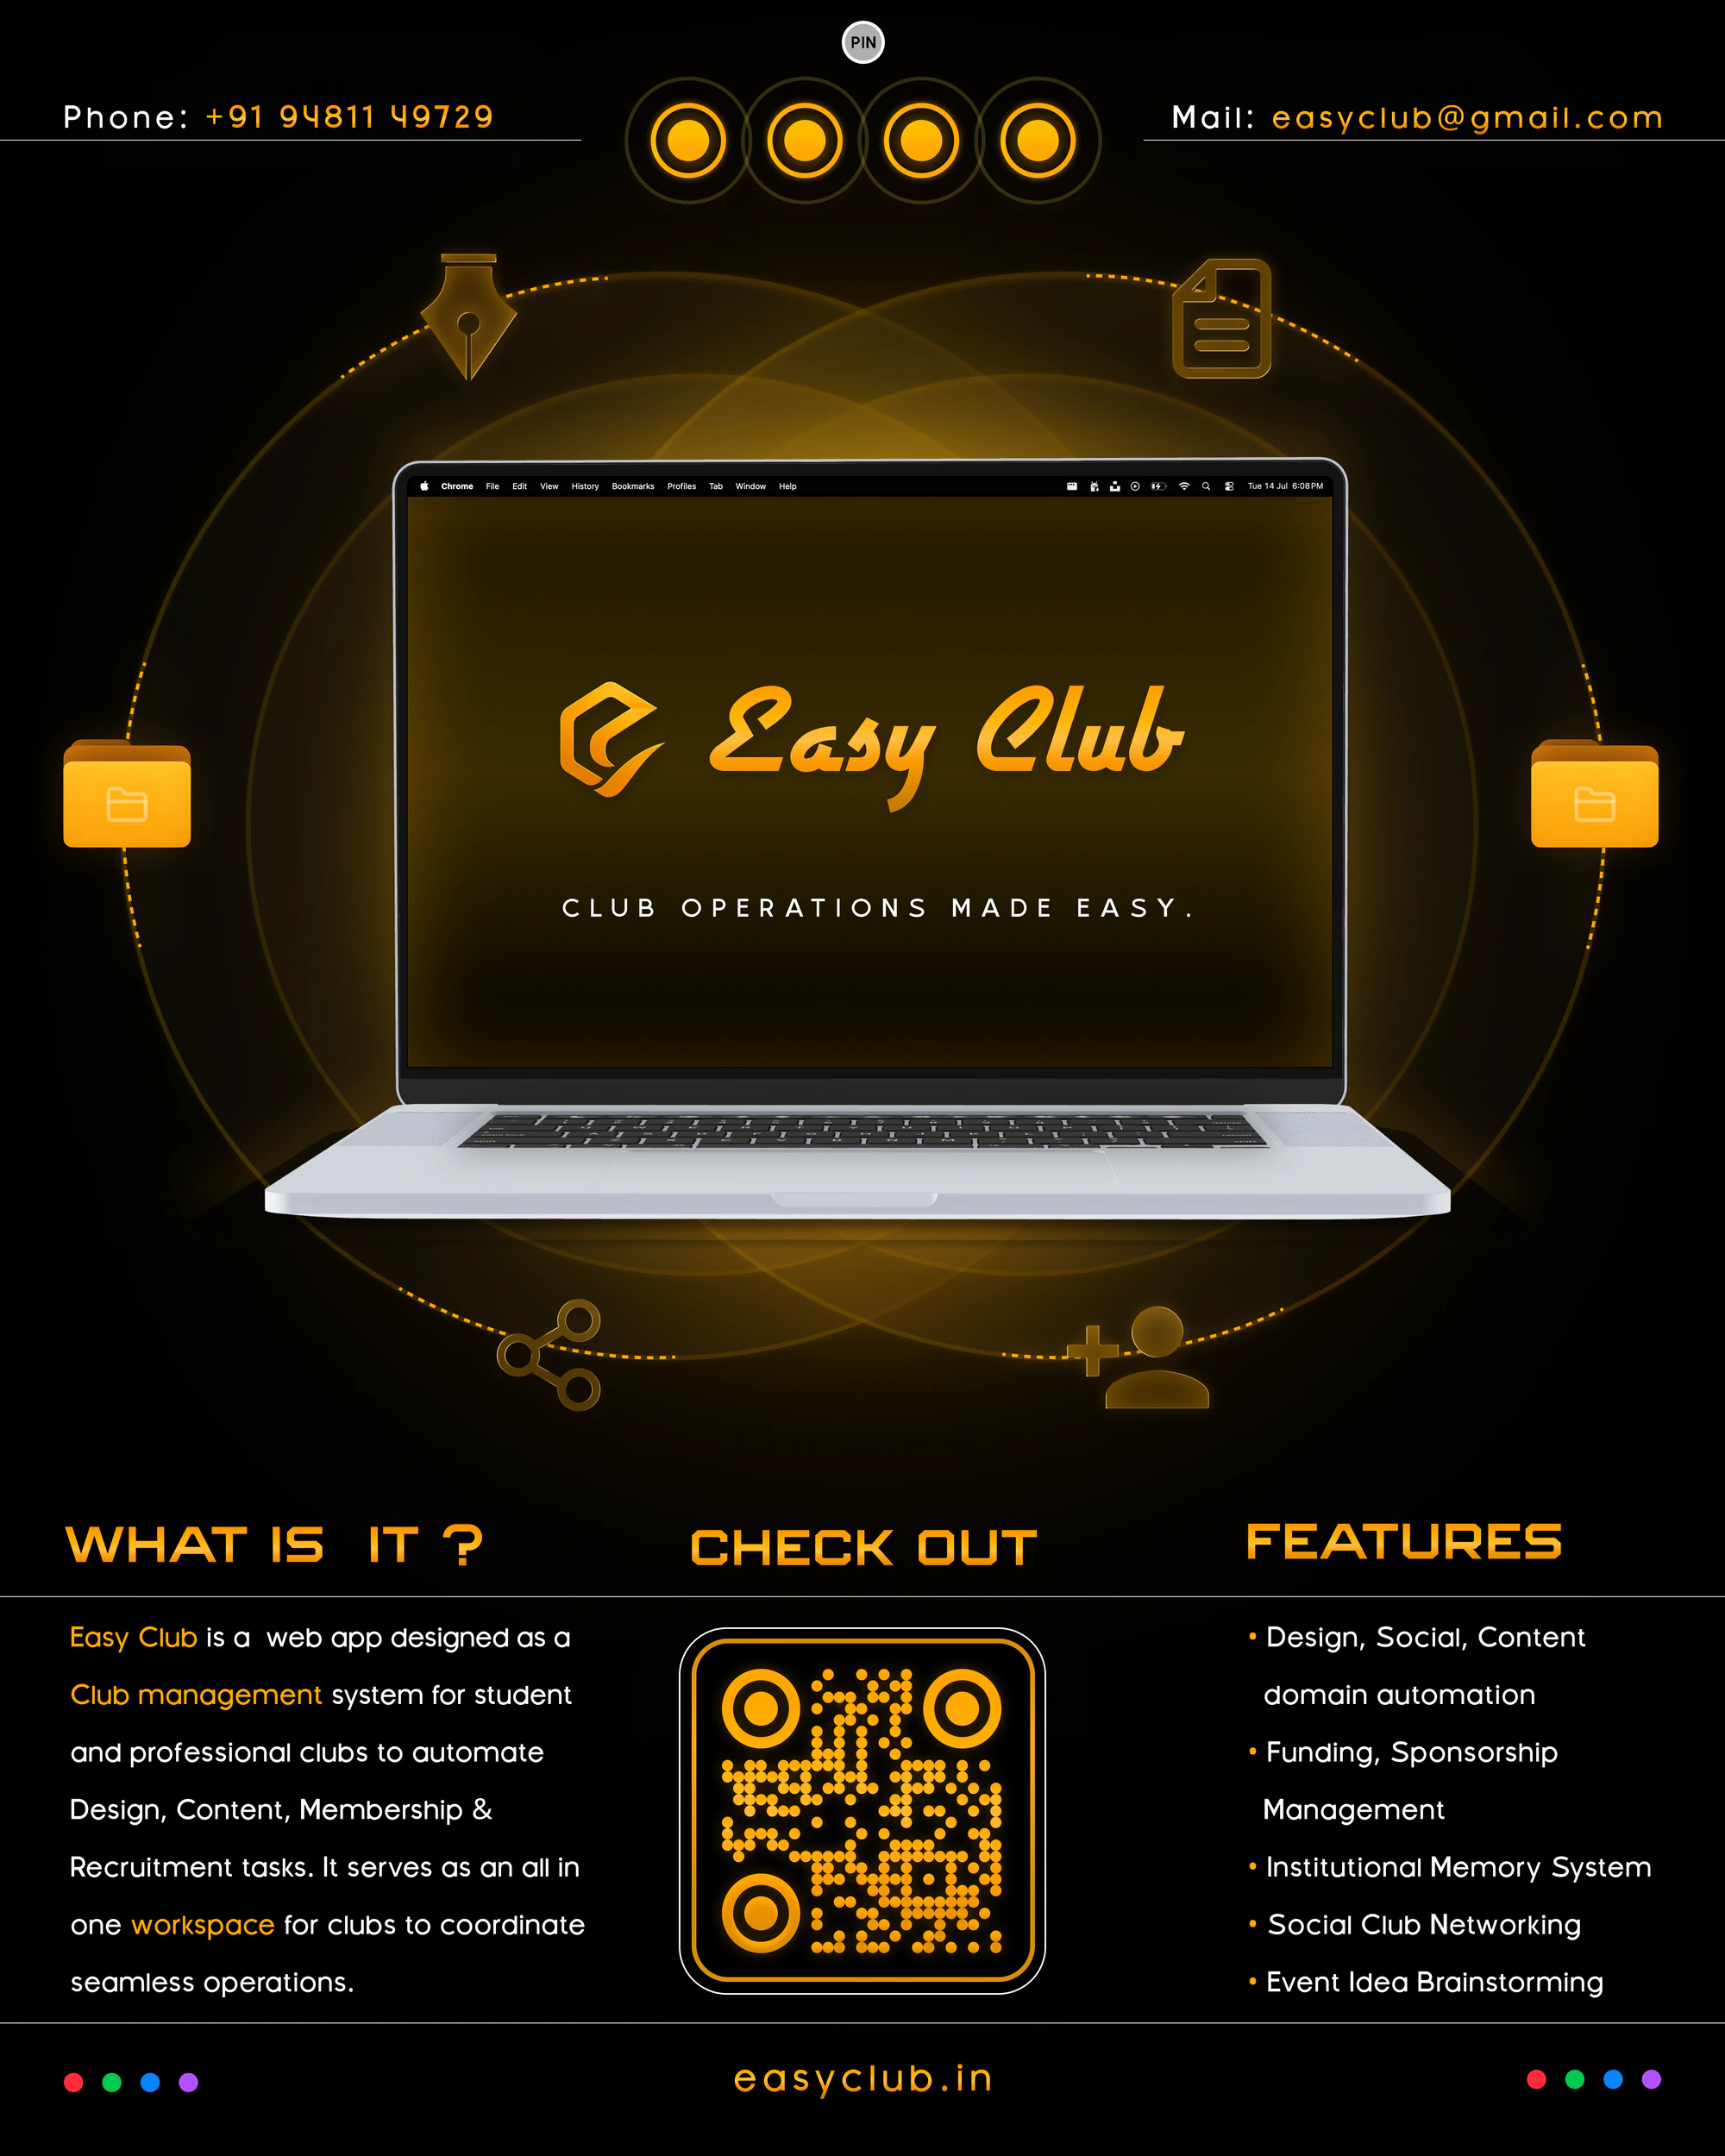 PIN
Phone: +91 94811 49729
Mail: easyclub@gmail.com
Chrome File Edit View History Bookmarks Profiles Tab Window Help
Tue 14 Jul 6:08 PM
Easy Club
CLUB OPERATIONS MADE EASY.
WHAT IS IT ?
Easy Club is a web app designed as a
Club management system for student
and professional clubs to automate
Design, Content, Membership &
Recruitment tasks. It serves as an all in
one workspace for clubs to coordinate
seamless operations.
CHECK OUT
FEATURES
• Design, Social, Content
domain automation
• Funding, Sponsorship
Management
• Institutional Memory System
• Social Club Networking
• Event Idea Brainstorming
easyclub.in